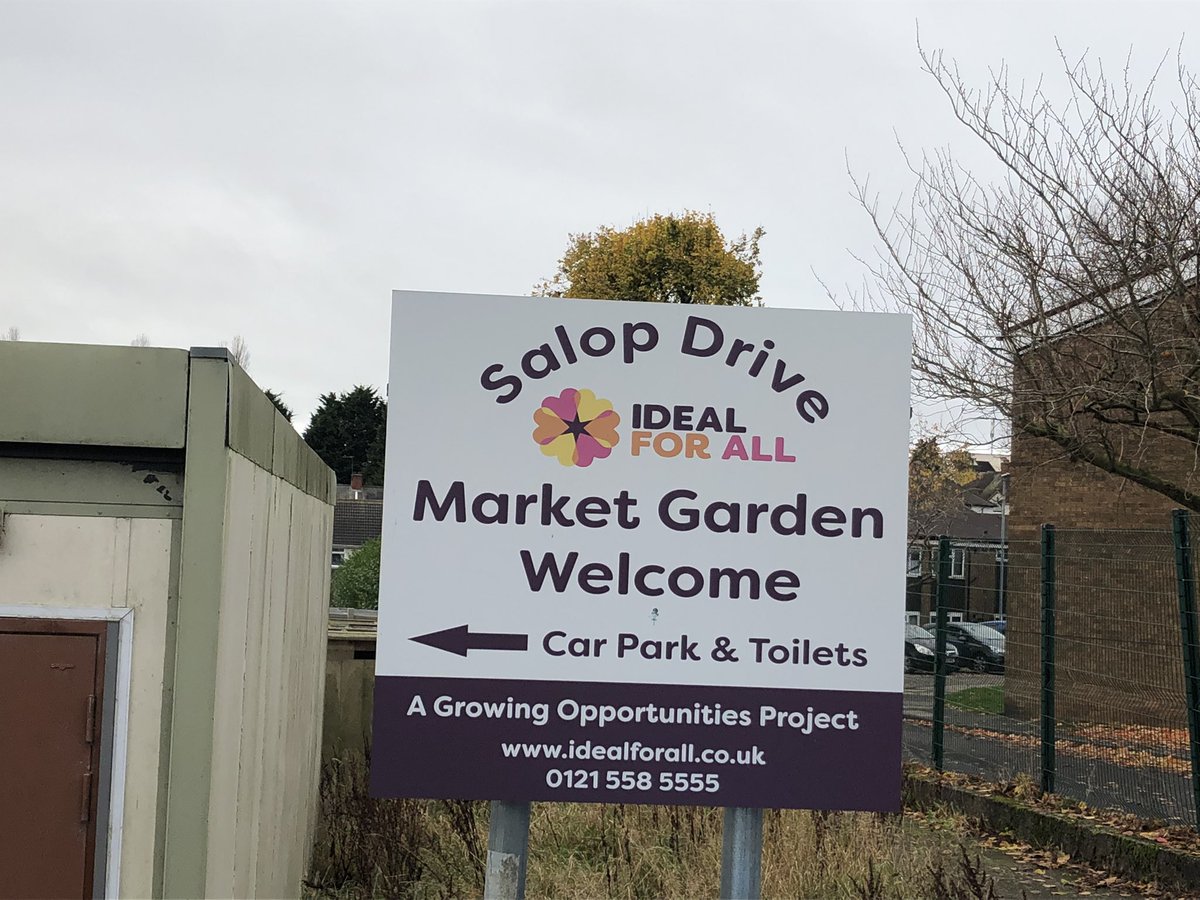 Salop Drive
IDEAL
FOR ALL
Market Garden
Welcome
Car Park & Toilets
A Growing Opportunities Project
www.idealforall.co.uk
0121 558 5555